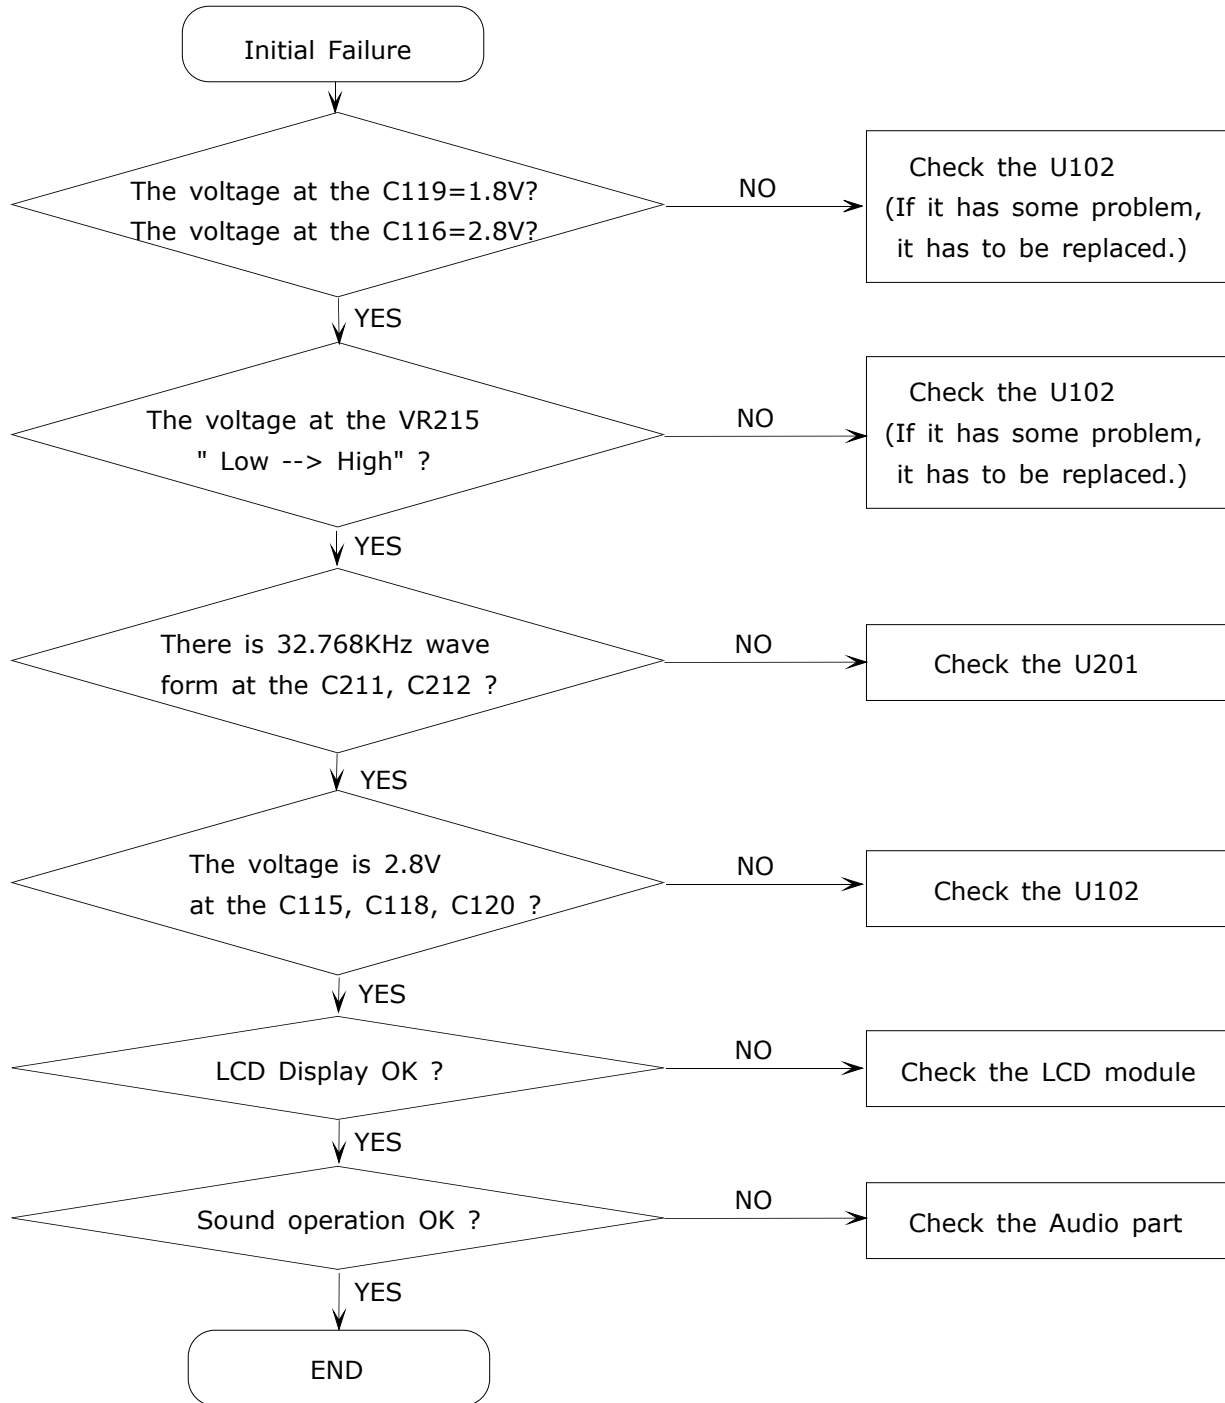 Initial Failure
The voltage at the C119=1.8V?
The voltage at the C116=2.8V?
NO
Check the U102
(If it has some problem,
it has to be replaced.)
YES
The voltage at the VR215
" Low --> High" ?
NO
Check the U102
(If it has some problem,
it has to be replaced.)
YES
There is 32.768KHz wave
form at the C211, C212 ?
NO
Check the U201
YES
The voltage is 2.8V
at the C115, C118, C120 ?
NO
Check the U102
YES
LCD Display OK ?
NO
Check the LCD module
YES
Sound operation OK ?
NO
Check the Audio part
YES
END